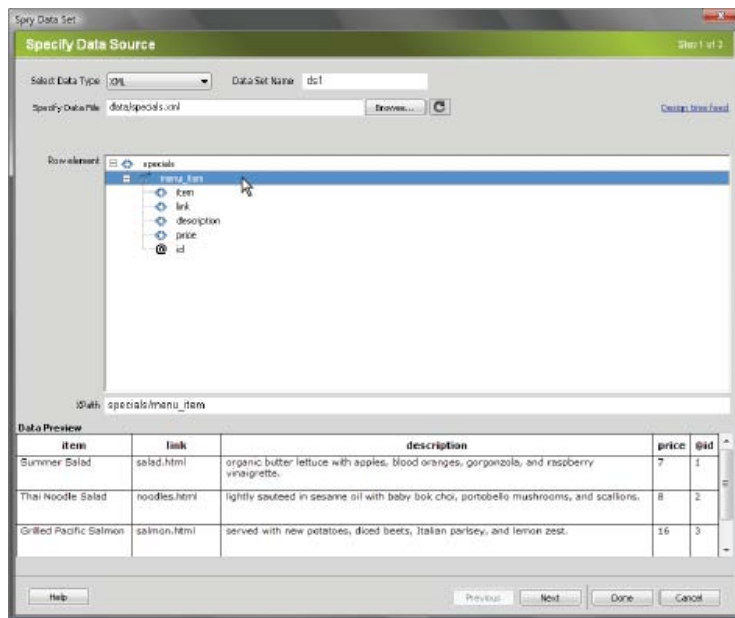 Spry Data Set
Specify Data Source
Step 1 of 3
Select Data Type XML Data Set Name ds1
Specify Data File data/specials.xml Browse... Design time feed
Row element specials
menu_item
item
link
description
price
@ id
XPath specials/menu_item
Data Preview
item link description price @id
Summer Salad salad.html organic butter lettuce with apples, blood oranges, gorgonzola, and raspberry
vinaigrette. 7 1
Thai Noodle Salad noodles.html lightly sauteed in sesame oil with baby bok choi, portobello mushrooms, and scallions. 8 2
Grilled Pacific Salmon salmon.html served with new potatoes, diced beets, Italian parlsey, and lemon zest. 16 3
Help Previous Next Done Cancel